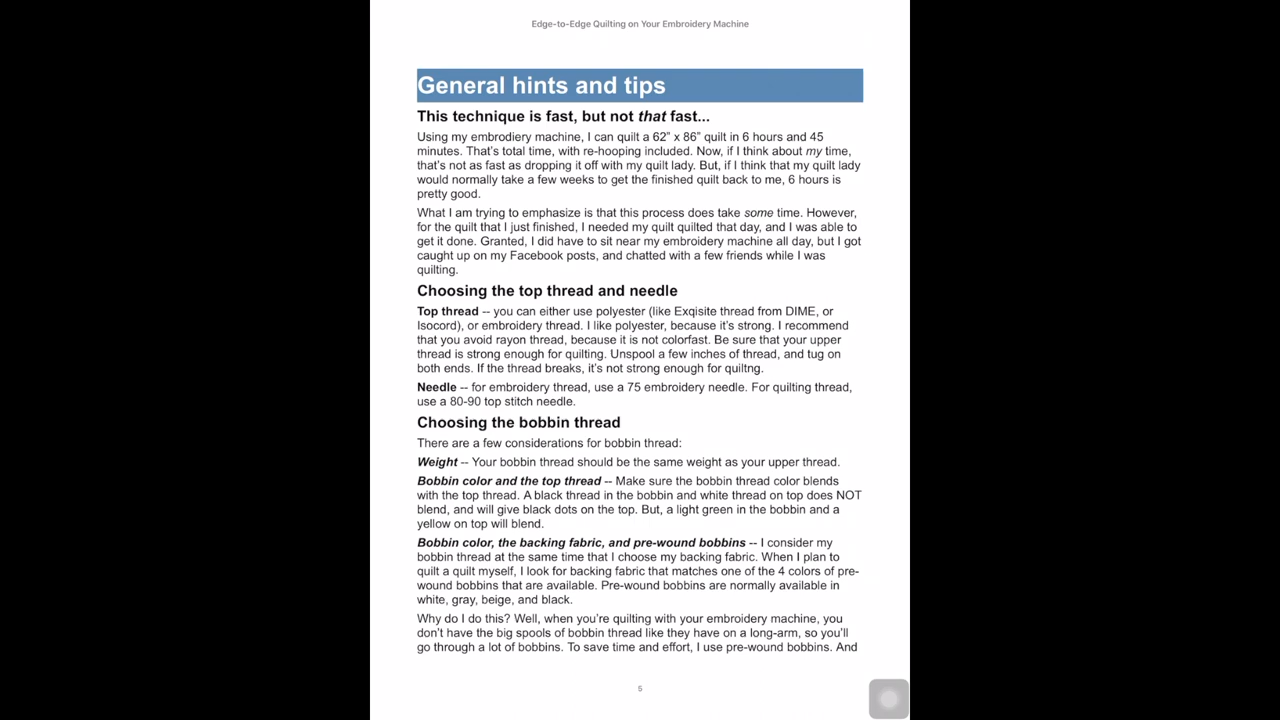 Edge-to-Edge Quilting on Your Embroidery Machine
General hints and tips
This technique is fast, but not that fast...
Using my embrodiery machine, I can quilt a 62” x 86” quilt in 6 hours and 45
minutes. That’s total time, with re-hooping included. Now, if I think about my time,
that’s not as fast as dropping it off with my quilt lady. But, if I think that my quilt lady
would normally take a few weeks to get the finished quilt back to me, 6 hours is
pretty good.
What I am trying to emphasize is that this process does take some time. However,
for the quilt that I just finished, I needed my quilt quilted that day, and I was able to
get it done. Granted, I did have to sit near my embroidery machine all day, but I got
caught up on my Facebook posts, and chatted with a few friends while I was
quilting.
Choosing the top thread and needle
Top thread -- you can either use polyester (like Exqisite thread from DIME, or
Isocord), or embroidery thread. I like polyester, because it’s strong. I recommend
that you avoid rayon thread, because it is not colorfast. Be sure that your upper
thread is strong enough for quilting. Unspool a few inches of thread, and tug on
both ends. If the thread breaks, it’s not strong enough for quiltng.
Needle -- for embroidery thread, use a 75 embroidery needle. For quilting thread,
use a 80-90 top stitch needle.
Choosing the bobbin thread
There are a few considerations for bobbin thread:
Weight -- Your bobbin thread should be the same weight as your upper thread.
Bobbin color and the top thread -- Make sure the bobbin thread color blends
with the top thread. A black thread in the bobbin and white thread on top does NOT
blend, and will give black dots on the top. But, a light green in the bobbin and a
yellow on top will blend.
Bobbin color, the backing fabric, and pre-wound bobbins -- I consider my
bobbin thread at the same time that I choose my backing fabric. When I plan to
quilt a quilt myself, I look for backing fabric that matches one of the 4 colors of pre-
wound bobbins that are available. Pre-wound bobbins are normally available in
white, gray, beige, and black.
Why do I do this? Well, when you’re quilting with your embroidery machine, you
don’t have the big spools of bobbin thread like they have on a long-arm, so you’ll
go through a lot of bobbins. To save time and effort, I use pre-wound bobbins. And
5